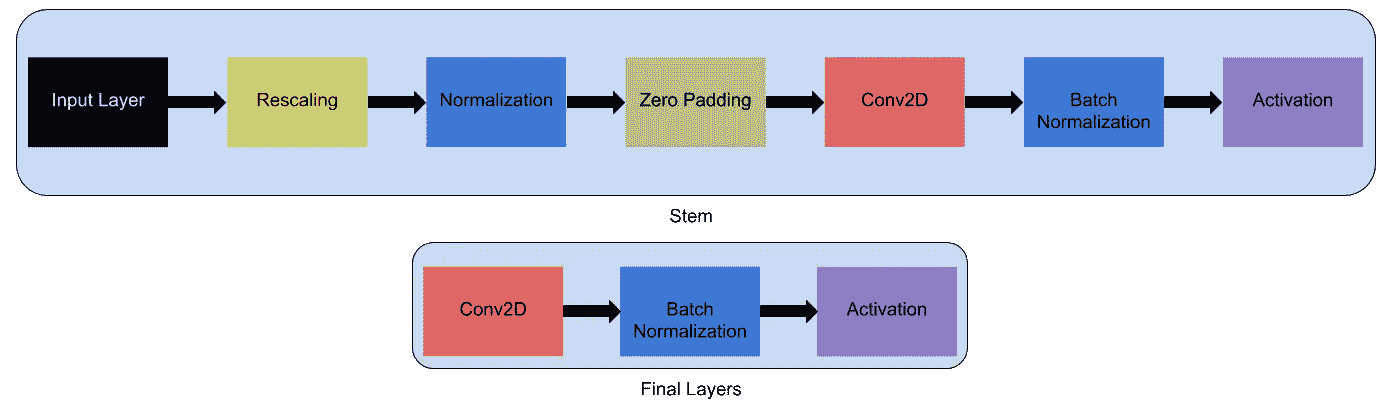 Input Layer
Rescaling
Normalization
Zero Padding
Conv2D
Batch
Normalization
Activation
Stem
Conv2D
Batch
Normalization
Activation
Final Layers